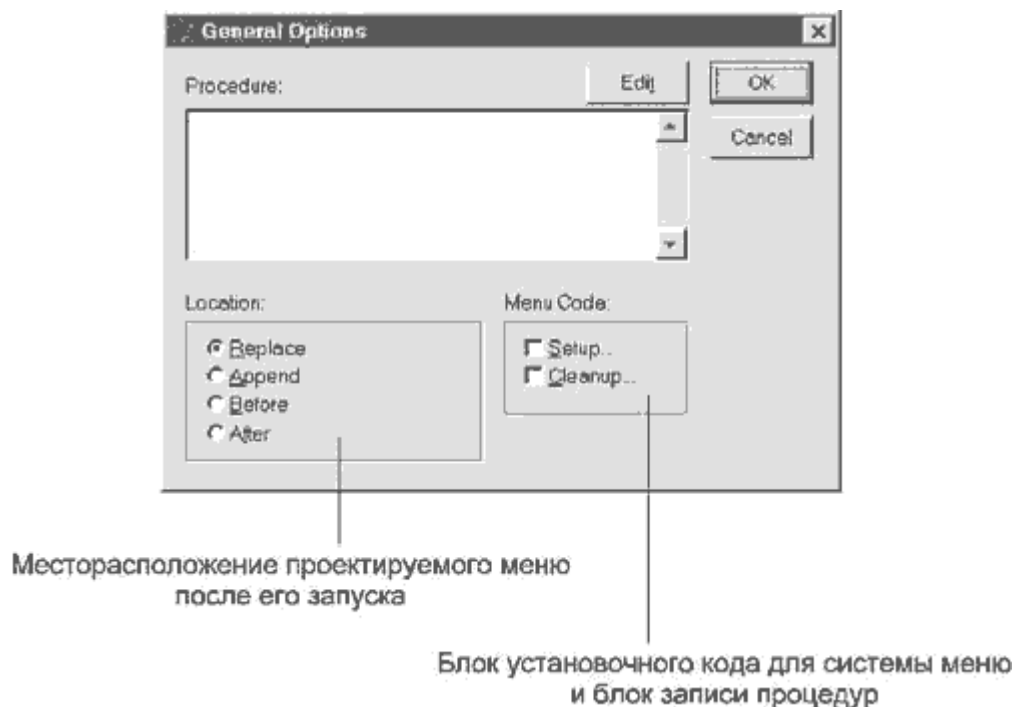 General Options
Procedure:
Edit
OK
Cancel
Location:
Menu Code:
Replace
Append
Before
After
Setup...
Cleanup...
Месторасположение проектируемого меню
после его запуска
Блок установочного кода для системы меню
и блок записи процедур